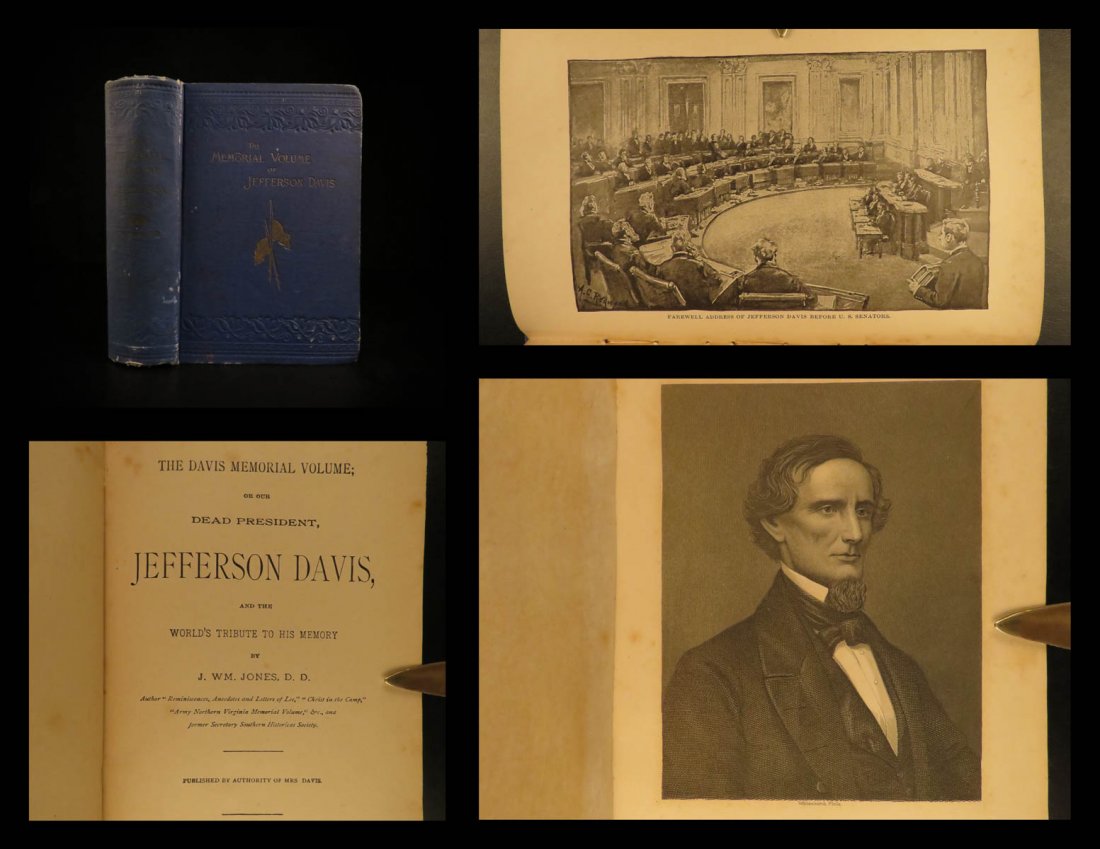 THE
MEMORIAL VOLUME
OF
JEFFERSON DAVIS
FAREWELL ADDRESS OF JEFFERSON DAVIS BEFORE U. S. SENATORS.
THE DAVIS MEMORIAL VOLUME;
OR OUR
DEAD PRESIDENT,
JEFFERSON DAVIS,
AND THE
WORLD'S TRIBUTE TO HIS MEMORY
BY
J. WM. JONES, D. D.
Author "Reminiscences, Anecdotes and Letters of Lee," "Christ in the Camp,"
"Army Northern Virginia Memorial Volume," &c., and
former Secretary Southern Historical Society.
PUBLISHED BY AUTHORITY OF MRS DAVIS.